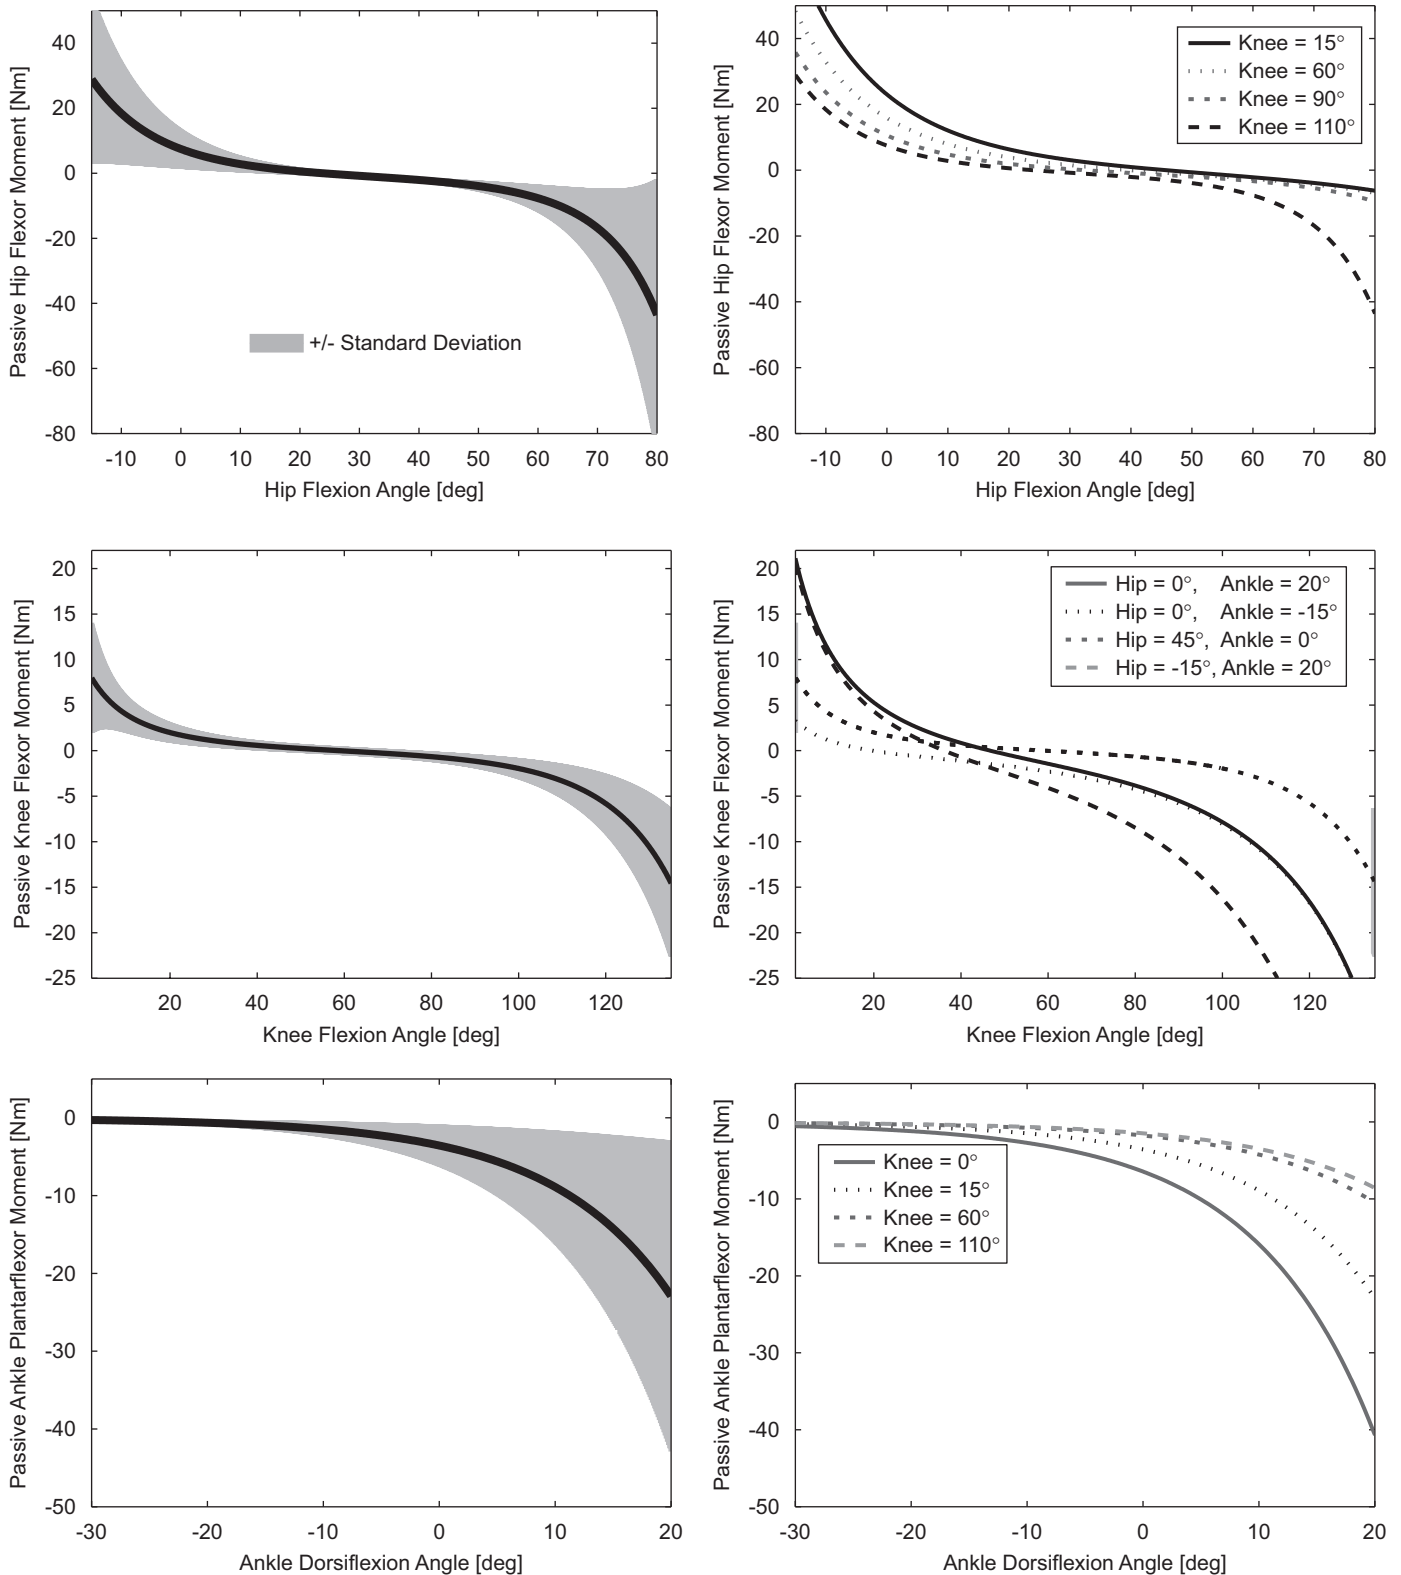 Passive Hip Flexor Moment [Nm]
40
20
0
-20
-40
-60
-80
+/- Standard Deviation
-10 0 10 20 30 40 50 60 70 80
Hip Flexion Angle [deg]
Passive Hip Flexor Moment [Nm]
40
20
0
-20
-40
-60
-80
Knee = 15°
Knee = 60°
Knee = 90°
Knee = 110°
-10 0 10 20 30 40 50 60 70 80
Hip Flexion Angle [deg]
Passive Knee Flexor Moment [Nm]
20
15
10
5
0
-5
-10
-15
-20
-25
20 40 60 80 100 120
Knee Flexion Angle [deg]
Passive Knee Flexor Moment [Nm]
20
15
10
5
0
-5
-10
-15
-20
-25
Hip = 0°, Ankle = 20°
Hip = 0°, Ankle = -15°
Hip = 45°, Ankle = 0°
Hip = -15°, Ankle = 20°
20 40 60 80 100 120
Knee Flexion Angle [deg]
Passive Ankle Plantarflexor Moment [Nm]
0
-10
-20
-30
-40
-50
-30 -20 -10 0 10 20
Ankle Dorsiflexion Angle [deg]
Passive Ankle Plantarflexor Moment [Nm]
0
-10
-20
-30
-40
-50
Knee = 0°
Knee = 15°
Knee = 60°
Knee = 110°
-30 -20 -10 0 10 20
Ankle Dorsiflexion Angle [deg]